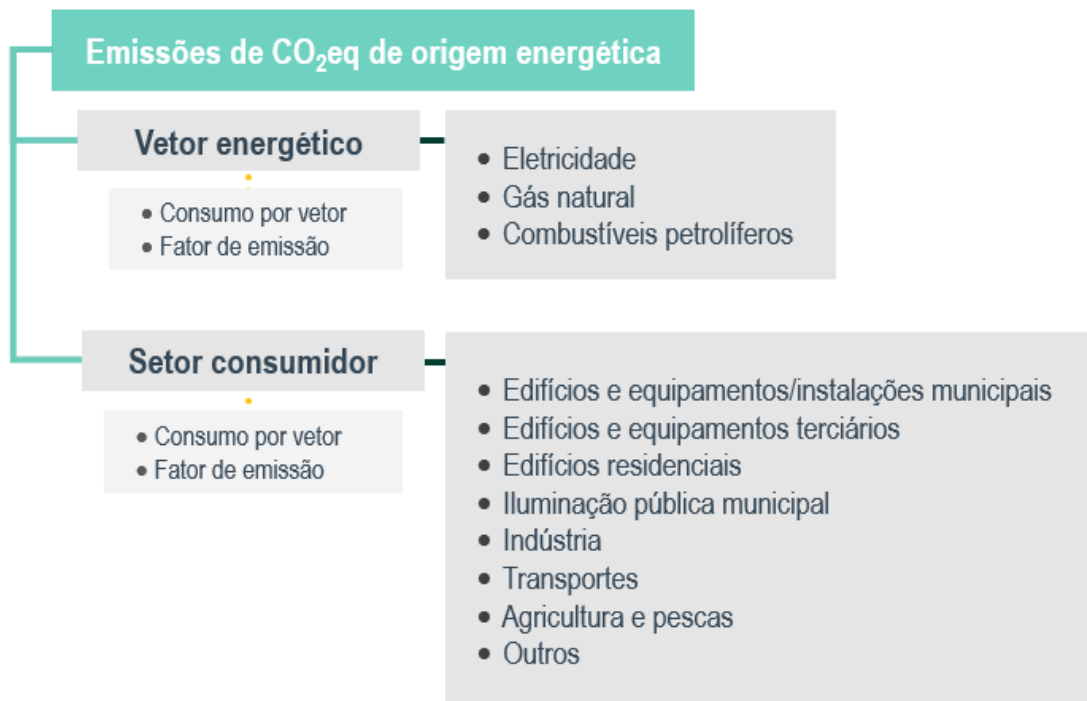 Emissões de CO₂eq de origem energética
Vetor energético
• Consumo por vetor
• Fator de emissão
• Eletricidade
• Gás natural
• Combustíveis petrolíferos
Setor consumidor
• Consumo por vetor
• Fator de emissão
• Edifícios e equipamentos/instalações municipais
• Edifícios e equipamentos terciários
• Edifícios residenciais
• Iluminação pública municipal
• Indústria
• Transportes
• Agricultura e pescas
• Outros